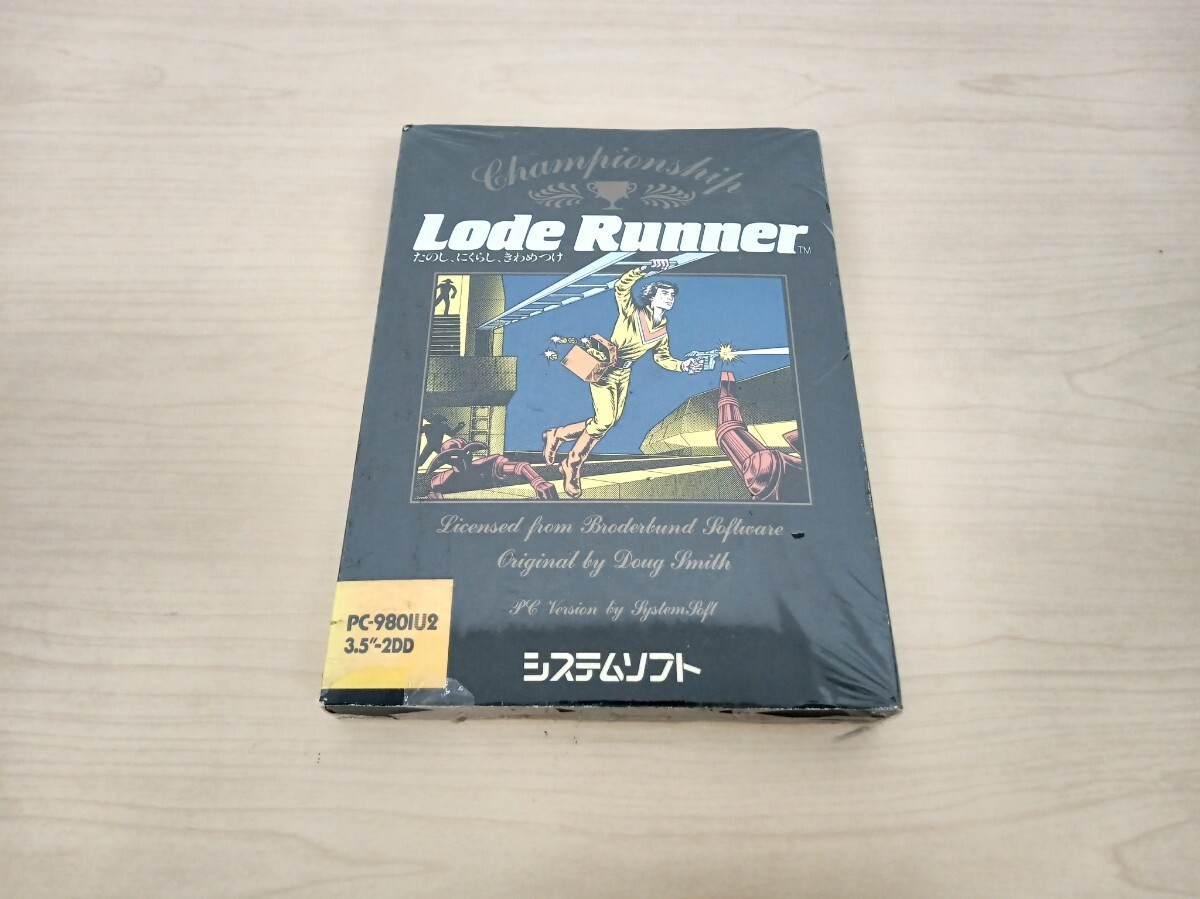 Championship
Lode Runner™
たのし、にくらし、きわめつけ
Licensed from Broderbund Software
Original by Doug Smith
PC Version by SystemSoft
PC-9801U2
3.5"-2DD
システムソフト